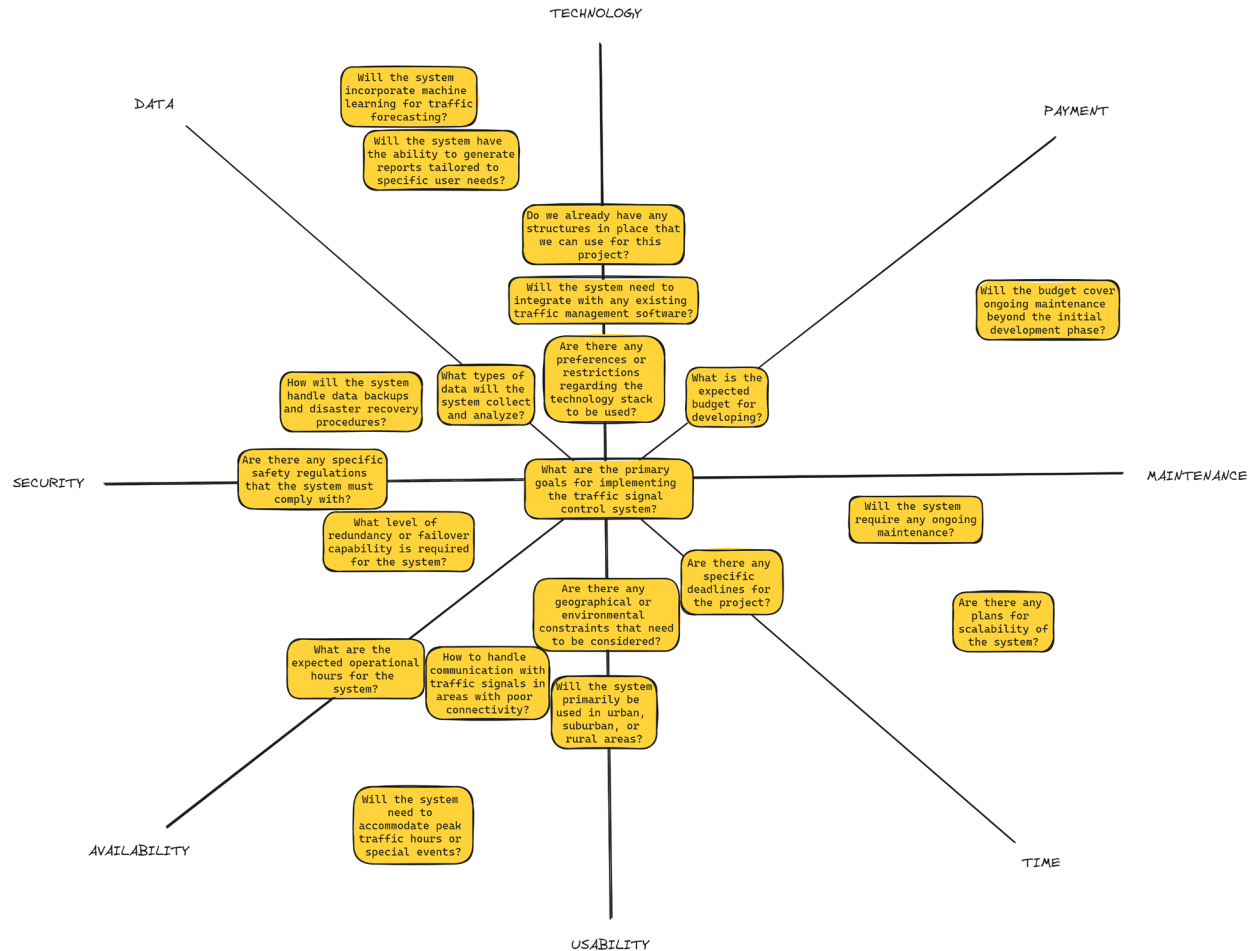 TECHNOLOGY
DATA
PAYMENT
Will the system
incorporate machine
learning for traffic
forecasting?
Will the system have
the ability to generate
reports tailored to
specific user needs?
Do we already have any
structures in place that
we can use for this
project?
Will the system need to
integrate with any existing
traffic management software?
Will the budget cover
ongoing maintenance
beyond the initial
development phase?
Are there any
preferences or
restrictions
regarding the
technology stack
to be used?
What types of
data will the
system collect
and analyze?
What is the
expected
budget for
developing?
How will the system
handle data backups
and disaster recovery
procedures?
SECURITY
Are there any specific
safety regulations
that the system must
comply with?
What are the primary
goals for implementing
the traffic signal
control system?
MAINTENANCE
What level of
redundancy or failover
capability is required
for the system?
Will the system
require any ongoing
maintenance?
Are there any
specific
deadlines for
the project?
Are there any
geographical or
environmental
constraints that need
to be considered?
Are there any
plans for
scalability of
the system?
What are the
expected operational
hours for the
system?
How to handle
communication with
traffic signals in
areas with poor
connectivity?
Will the system
primarily be
used in urban,
suburban, or
rural areas?
Will the system
need to
accommodate peak
traffic hours or
special events?
AVAILABILITY
TIME
USABILITY